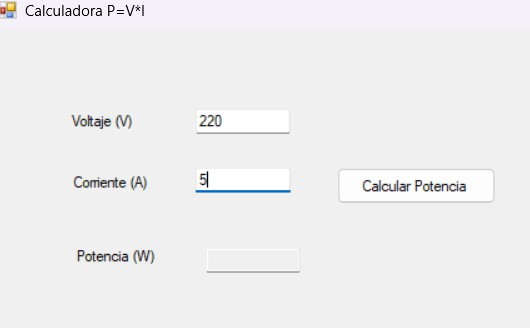 Calculadora P=V*I
Voltaje (V) 220
Corriente (A) 5
Calcular Potencia
Potencia (W)